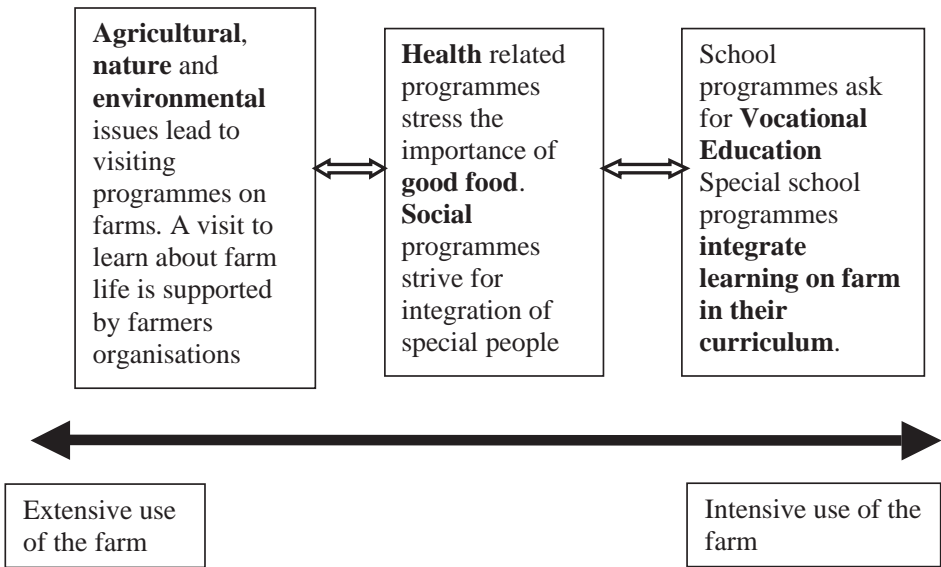 Agricultural,
nature and
environmental
issues lead to
visiting
programmes on
farms. A visit to
learn about farm
life is supported
by farmers
organisations
Health related
programmes
stress the
importance of
good food.
Social
programmes
strive for
integration of
special people
School
programmes ask
for Vocational
Education
Special school
programmes
integrate
learning on farm
in their
curriculum.
Extensive use
of the farm
Intensive use of the
farm